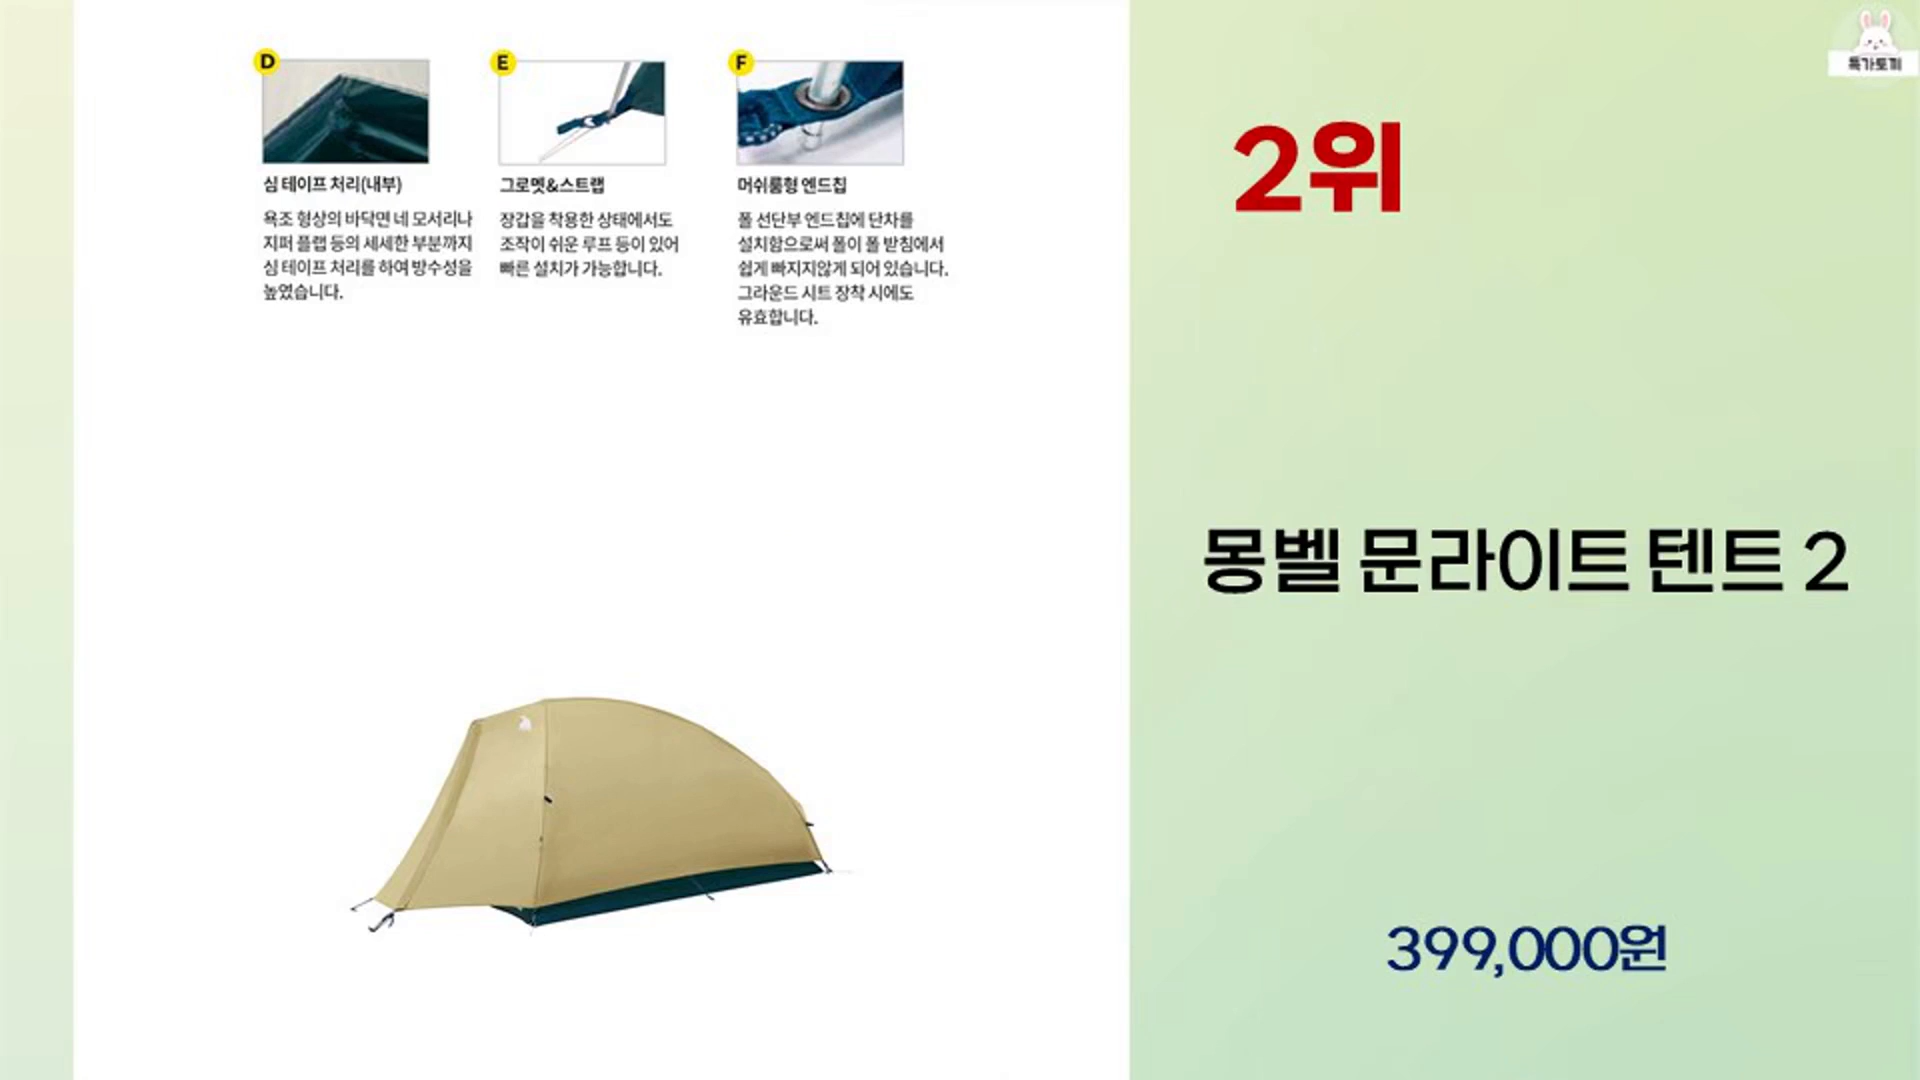 D
심 테이프 처리(내부)
욕조 형상의 바닥면 네 모서리나
지퍼 플랩 등의 세세한 부분까지
심 테이프 처리를 하여 방수성을
높였습니다.
E
그로멧&스트랩
장갑을 착용한 상태에서도
조작이 쉬운 루프 등이 있어
빠른 설치가 가능합니다.
F
머쉬룸형 엔드칩
폴 선단부 엔드칩에 단차를
설치함으로써 폴이 폴 받침에서
쉽게 빠지지않게 되어 있습니다.
그라운드 시트 장착 시에도
유효합니다.
특가토끼
2위
몽벨 문라이트 텐트 2
399,000원